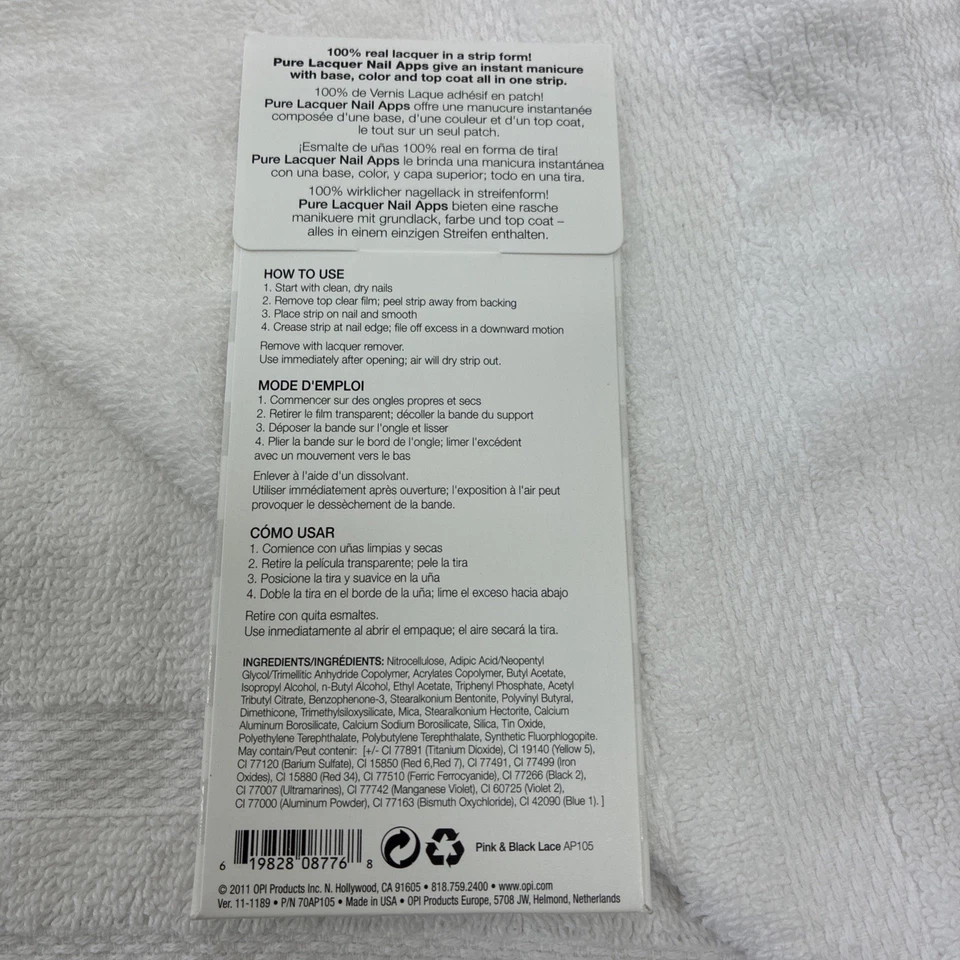 100% real lacquer in a strip form!
Pure Lacquer Nail Apps give an instant manicure
with base, color and top coat all in one strip.
100% de Vernis Laque adhésif en patch!
Pure Lacquer Nail Apps offre une manucure instantanée
composée d'une base, d'une couleur et d'un top coat,
le tout sur un seul patch.
¡Esmalte de uñas 100% real en forma de tira!
Pure Lacquer Nail Apps le brinda una manicura instantánea
con una base, color, y capa superior; todo en una tira.
100% wirklicher nagellack in streifenform!
Pure Lacquer Nail Apps bieten eine rasche
manikuere mit grundlack, farbe und top coat –
alles in einem einzigen Streifen enthalten.
HOW TO USE
1. Start with clean, dry nails
2. Remove top clear film; peel strip away from backing
3. Place strip on nail and smooth
4. Crease strip at nail edge; file off excess in a downward motion
Remove with lacquer remover.
Use immediately after opening; air will dry strip out.
MODE D'EMPLOI
1. Commencer sur des ongles propres et secs
2. Retirer le film transparent; décoller la bande du support
3. Déposer la bande sur l'ongle et lisser
4. Plier la bande sur le bord de l'ongle; limer l'excédent
avec un mouvement vers le bas
Enlever à l'aide d'un dissolvant.
Utiliser immédiatement après ouverture; l'exposition à l'air peut
provoquer le dessèchement de la bande.
CÓMO USAR
1. Comience con uñas limpias y secas
2. Retire la película transparente; pele la tira
3. Posicione la tira y suavice en la uña
4. Doble la tira en el borde de la uña; lime el exceso hacia abajo
Retire con quita esmaltes.
Use inmediatamente al abrir el empaque; el aire secará la tira.
INGREDIENTS/INGRÉDIENTS: Nitrocellulose, Adipic Acid/Neopentyl
Glycol/Trimellitic Anhydride Copolymer, Acrylates Copolymer, Butyl Acetate,
Isopropyl Alcohol, n-Butyl Alcohol, Ethyl Acetate, Triphenyl Phosphate, Acetyl
Tributyl Citrate, Benzophenone-3, Stearalkonium Bentonite, Polyvinyl Butyral,
Dimethicone, Trimethylsiloxysilicate, Mica, Stearalkonium Hectorite, Calcium
Aluminum Borosilicate, Calcium Sodium Borosilicate, Silica, Tin Oxide,
Polyethylene Terephthalate, Polybutylene Terephthalate, Synthetic Fluorphlogopite.
May contain/Peut contenir: [+/- CI 77891 (Titanium Dioxide), CI 19140 (Yellow 5),
CI 77120 (Barium Sulfate), CI 15850 (Red 6,Red 7), CI 77491, CI 77499 (Iron
Oxides), CI 15880 (Red 34), CI 77510 (Ferric Ferrocyanide), CI 77266 (Black 2),
CI 77007 (Ultramarines), CI 77742 (Manganese Violet), CI 60725 (Violet 2),
CI 77000 (Aluminum Powder), CI 77163 (Bismuth Oxychloride), CI 42090 (Blue 1). ]
6 19828 08776 8
Pink & Black Lace AP105
© 2011 OPI Products Inc. N. Hollywood, CA 91605 • 818.759.2400 • www.opi.com
Ver. 11-1189 • P/N 70AP105 • Made in USA • OPI Products Europe, 5708 JW, Helmond, Netherlands